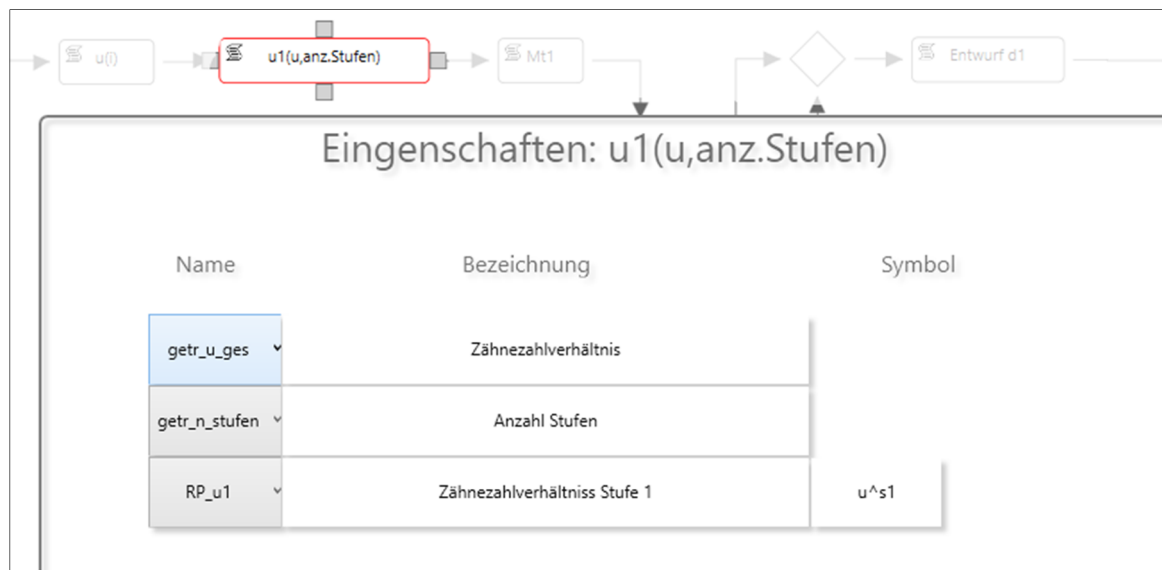 u(i) u1(u,anz.Stufen) Mt1 Entwurf d1
Eingenschaften: u1(u,anz.Stufen)
Name Bezeichnung Symbol
getr_u_ges Zähnezahlverhältnis
getr_n_stufen Anzahl Stufen
RP_u1 Zähnezahlverhältniss Stufe 1 u^s1